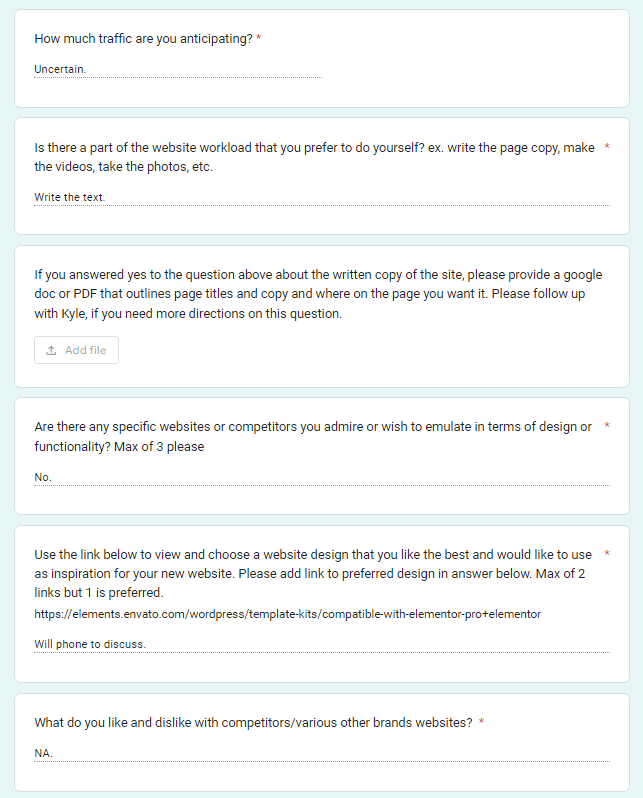 How much traffic are you anticipating? *
Uncertain.
Is there a part of the website workload that you prefer to do yourself? ex. write the page copy, make *
the videos, take the photos, etc.
Write the text.
If you answered yes to the question above about the written copy of the site, please provide a google
doc or PDF that outlines page titles and copy and where on the page you want it. Please follow up
with Kyle, if you need more directions on this question.
Add file
Are there any specific websites or competitors you admire or wish to emulate in terms of design or *
functionality? Max of 3 please
No.
Use the link below to view and choose a website design that you like the best and would like to use *
as inspiration for your new website. Please add link to preferred design in answer below. Max of 2
links but 1 is preferred.
https://elements.envato.com/wordpress/template-kits/compatible-with-elementor-pro+elementor
Will phone to discuss.
What do you like and dislike with competitors/various other brands websites? *
NA.